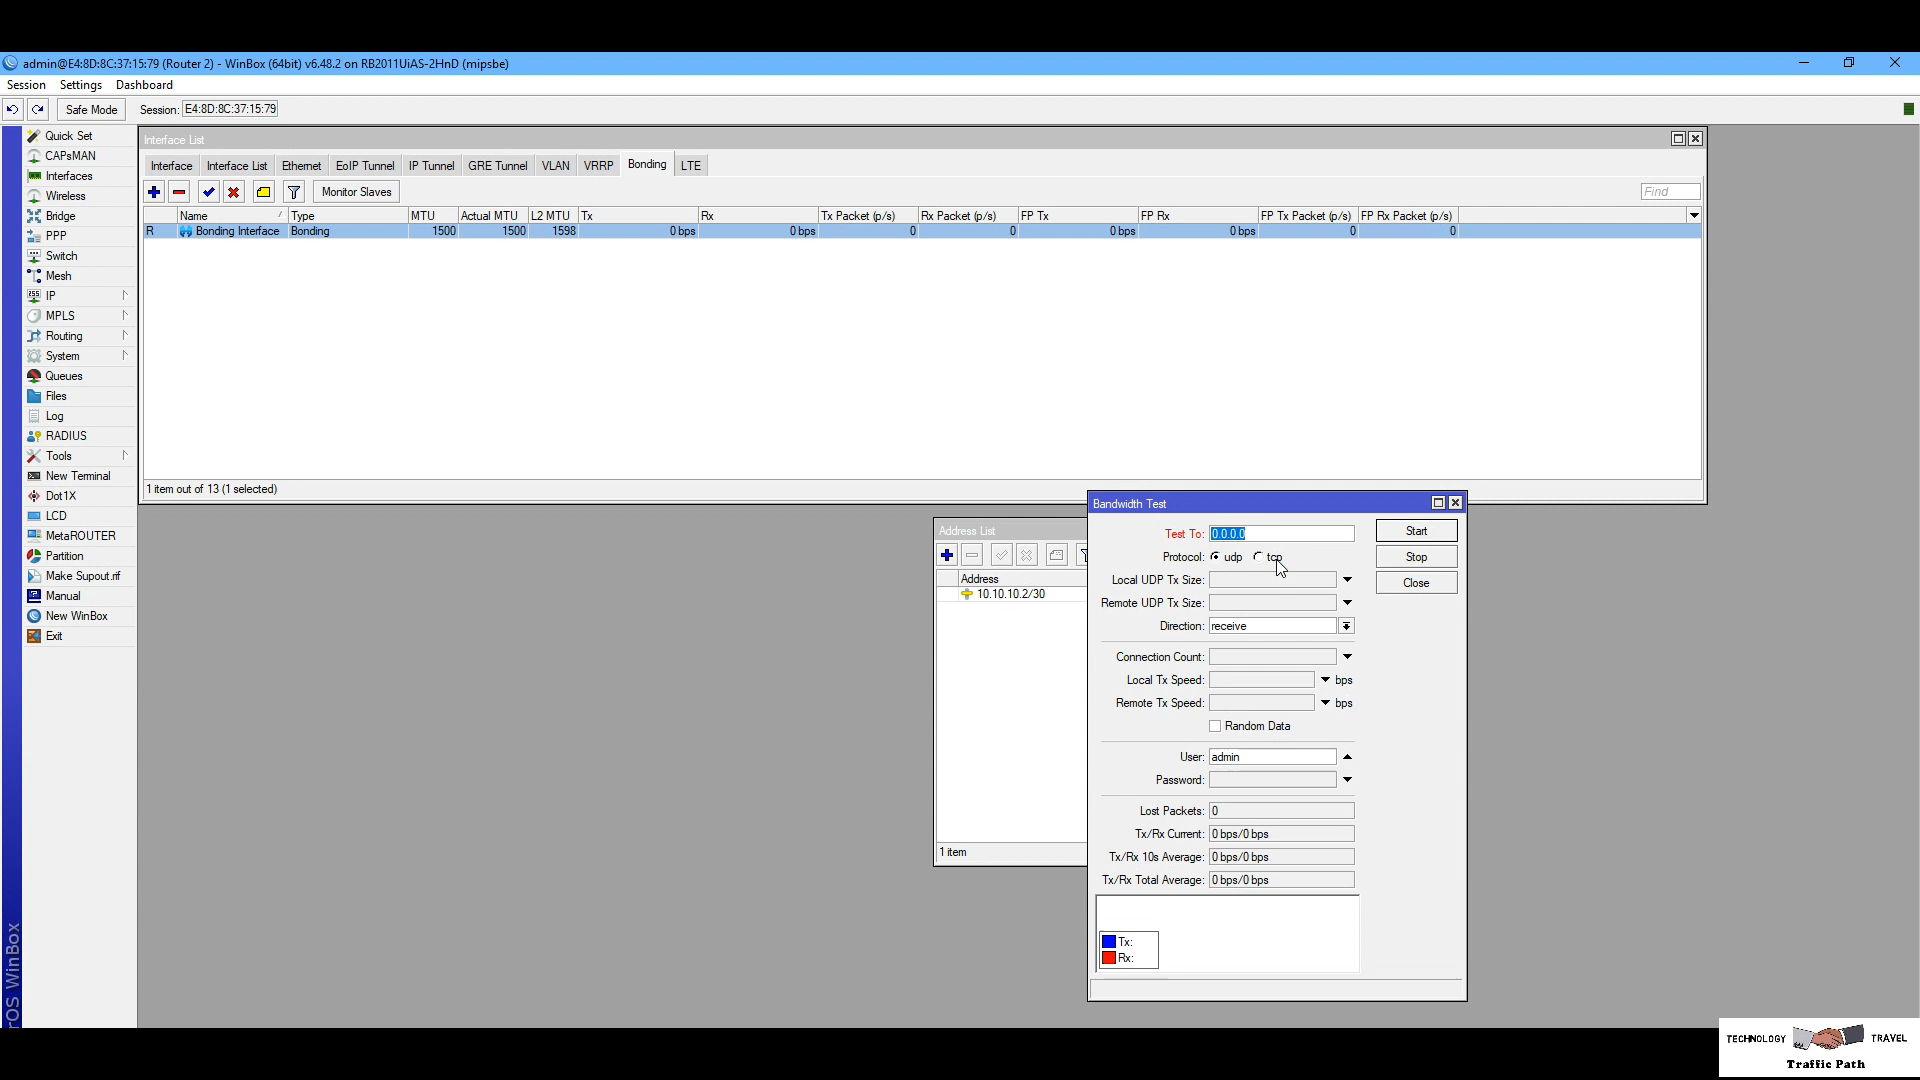 admin@E4:8D:8C:37:15:79 (Router 2) - WinBox (64bit) v6.48.2 on RB2011UiAS-2HnD (mipsbe)
Session Settings Dashboard
Safe Mode Session: E4:8D:8C:37:15:79
Quick Set
CAPsMAN
Interfaces
Wireless
Bridge
PPP
Switch
Mesh
IP
MPLS
Routing
System
Queues
Files
Log
RADIUS
Tools
New Terminal
Dot1X
LCD
MetaROUTER
Partition
Make Supout.rif
Manual
New WinBox
Exit
rOS WinBox
Interface List
Interface Interface List Ethernet EoIP Tunnel IP Tunnel GRE Tunnel VLAN VRRP Bonding LTE
Monitor Slaves Find
Name Type MTU Actual MTU L2 MTU Tx Rx Tx Packet (p/s) Rx Packet (p/s) FP Tx FP Rx FP Tx Packet (p/s) FP Rx Packet (p/s)
R Bonding Interface Bonding 1500 1500 1598 0 bps 0 bps 0 0 0 bps 0 bps 0 0
1 item out of 13 (1 selected)
Address List
Address
10.10.10.2/30
1 item
Bandwidth Test
Test To: 0.0.0.0
Protocol: udp tcp
Local UDP Tx Size:
Remote UDP Tx Size:
Direction: receive
Connection Count:
Local Tx Speed: bps
Remote Tx Speed: bps
Random Data
User: admin
Password:
Lost Packets: 0
Tx/Rx Current: 0 bps/0 bps
Tx/Rx 10s Average: 0 bps/0 bps
Tx/Rx Total Average: 0 bps/0 bps
Tx:
Rx:
Start
Stop
Close
TECHNOLOGY TRAVEL
Traffic Path